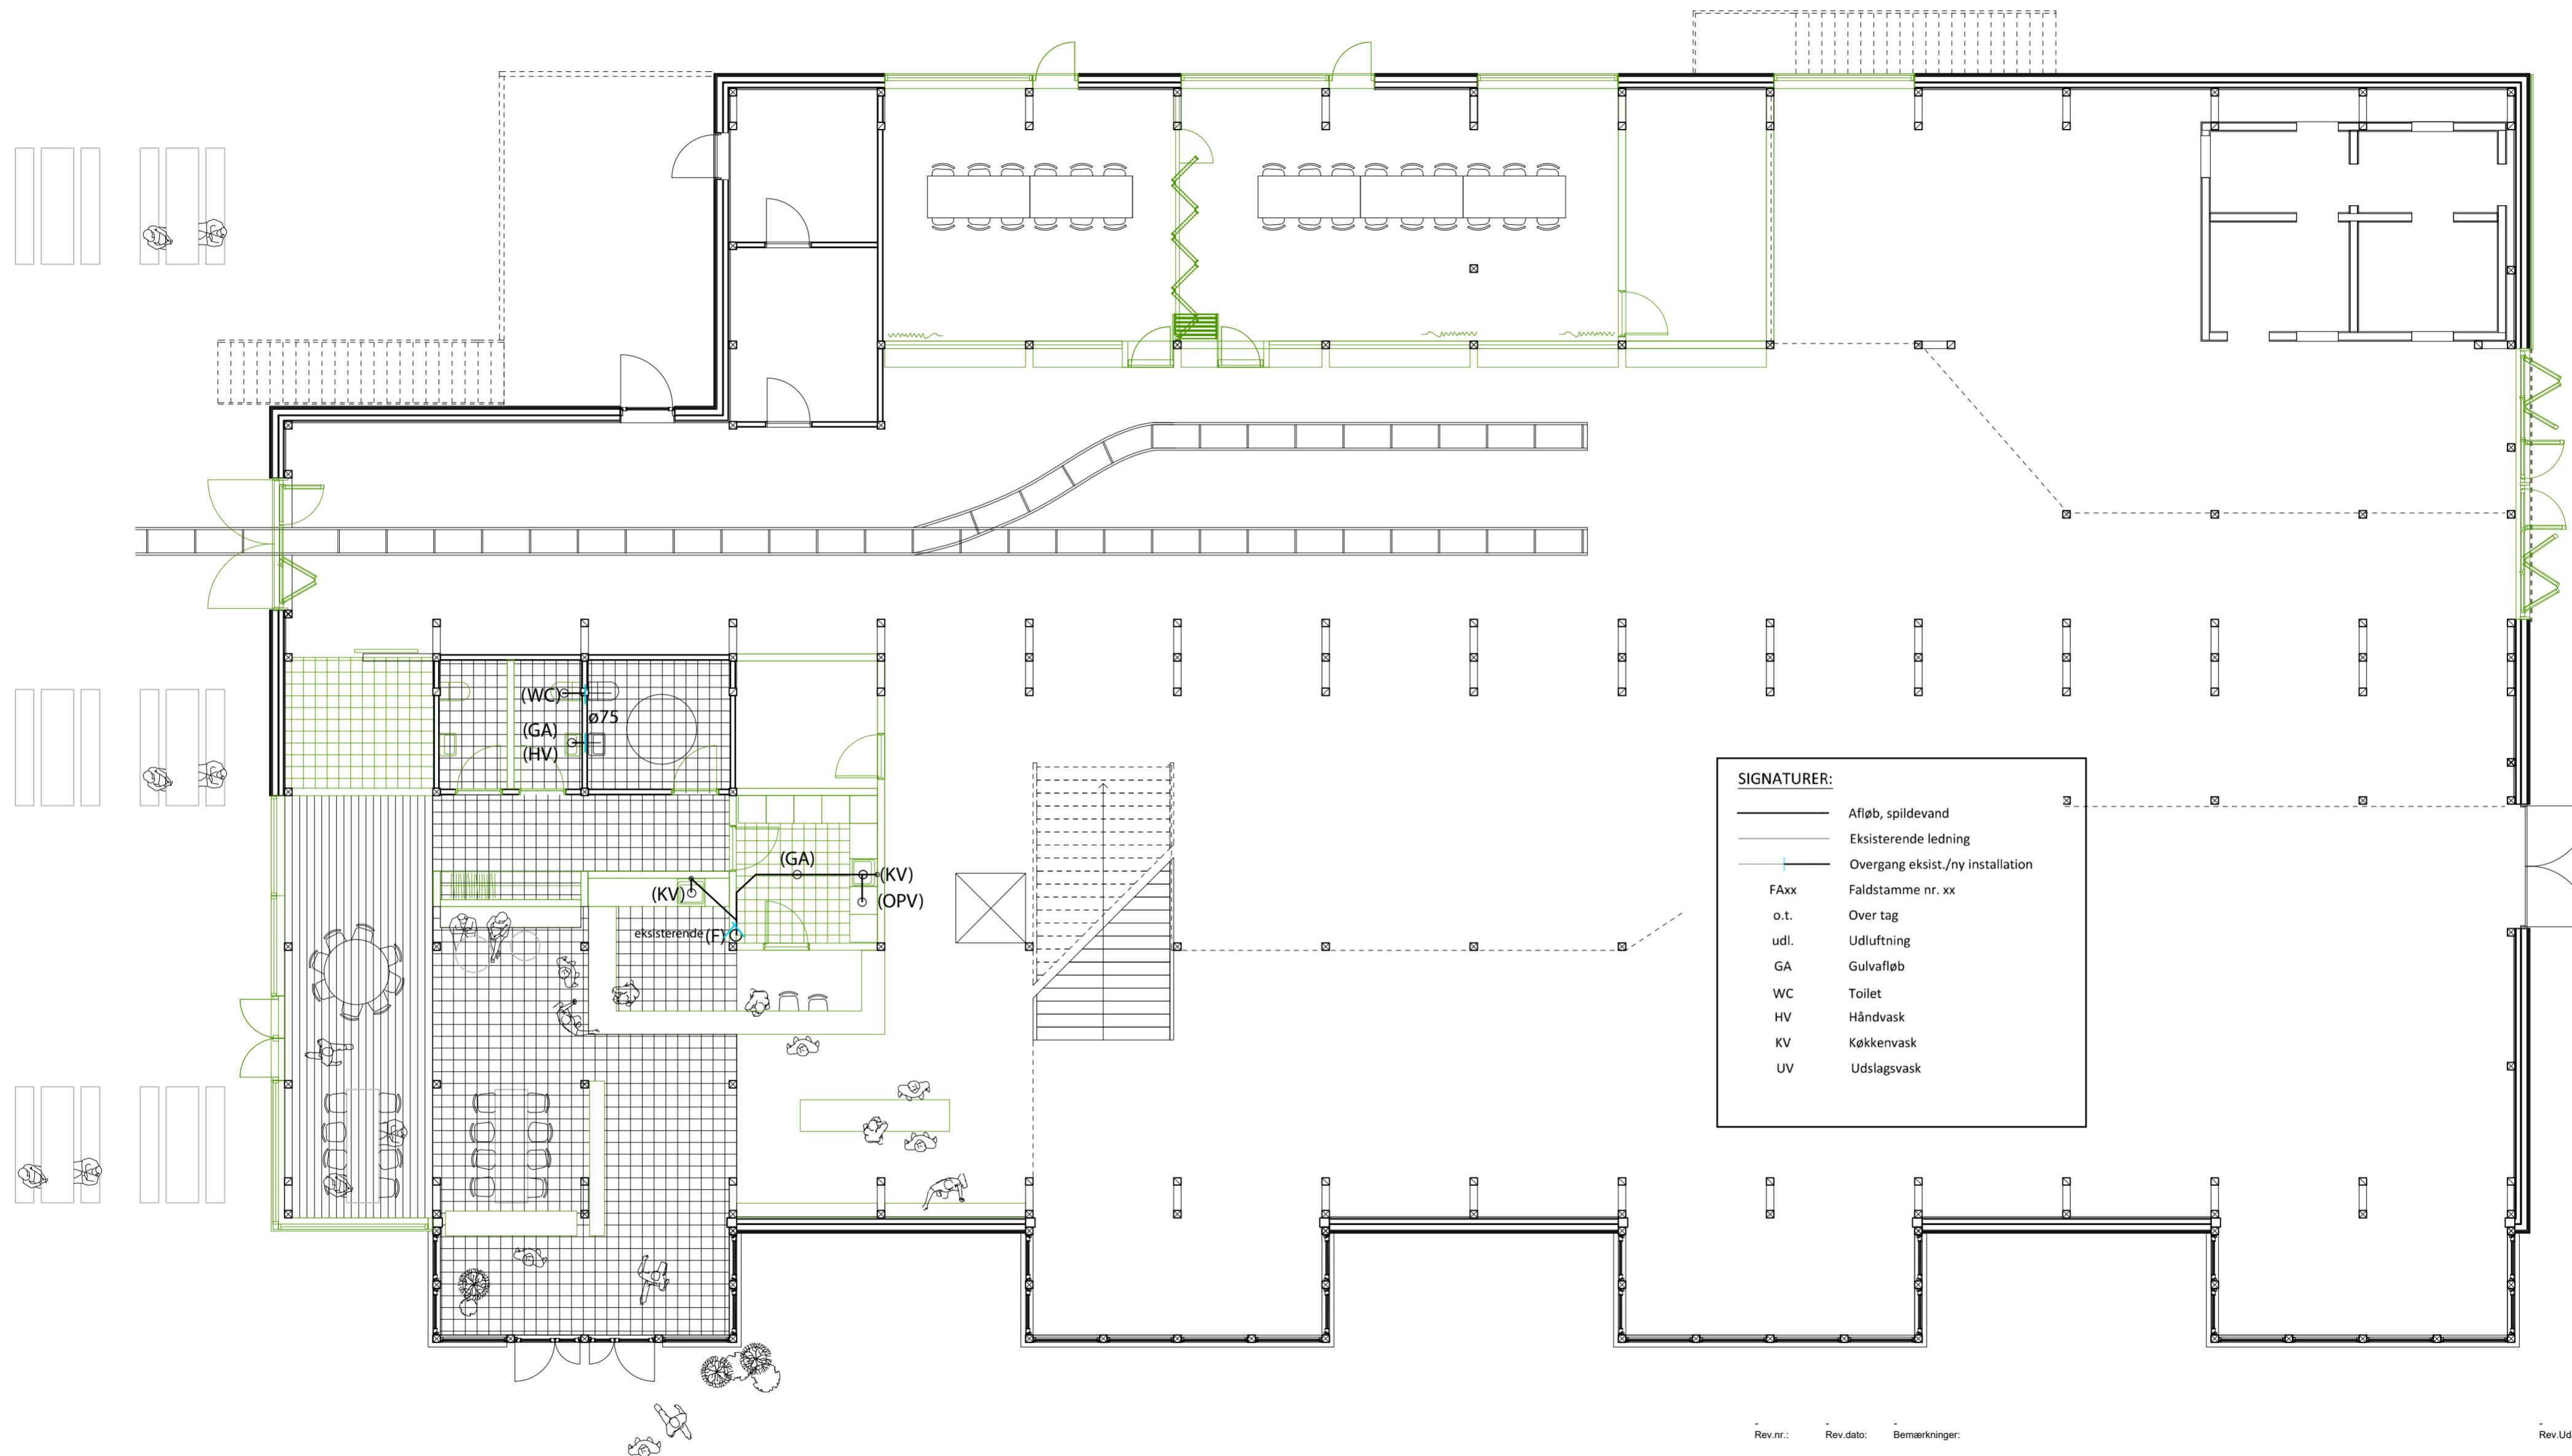 (WC)
ø75
(GA)
(HV)
(GA)
(KV)
(KV)
(OPV)
eksisterende (F)
SIGNATURER:
Afløb, spildevand
Eksisterende ledning
Overgang eksist./ny installation
FAxx Faldstamme nr. xx
o.t. Over tag
udl. Udluftning
GA Gulvafløb
WC Toilet
HV Håndvask
KV Køkkenvask
UV Udslagsvask
- - - -
Rev.nr.: Rev.dato: Bemærkninger: Rev.Ud